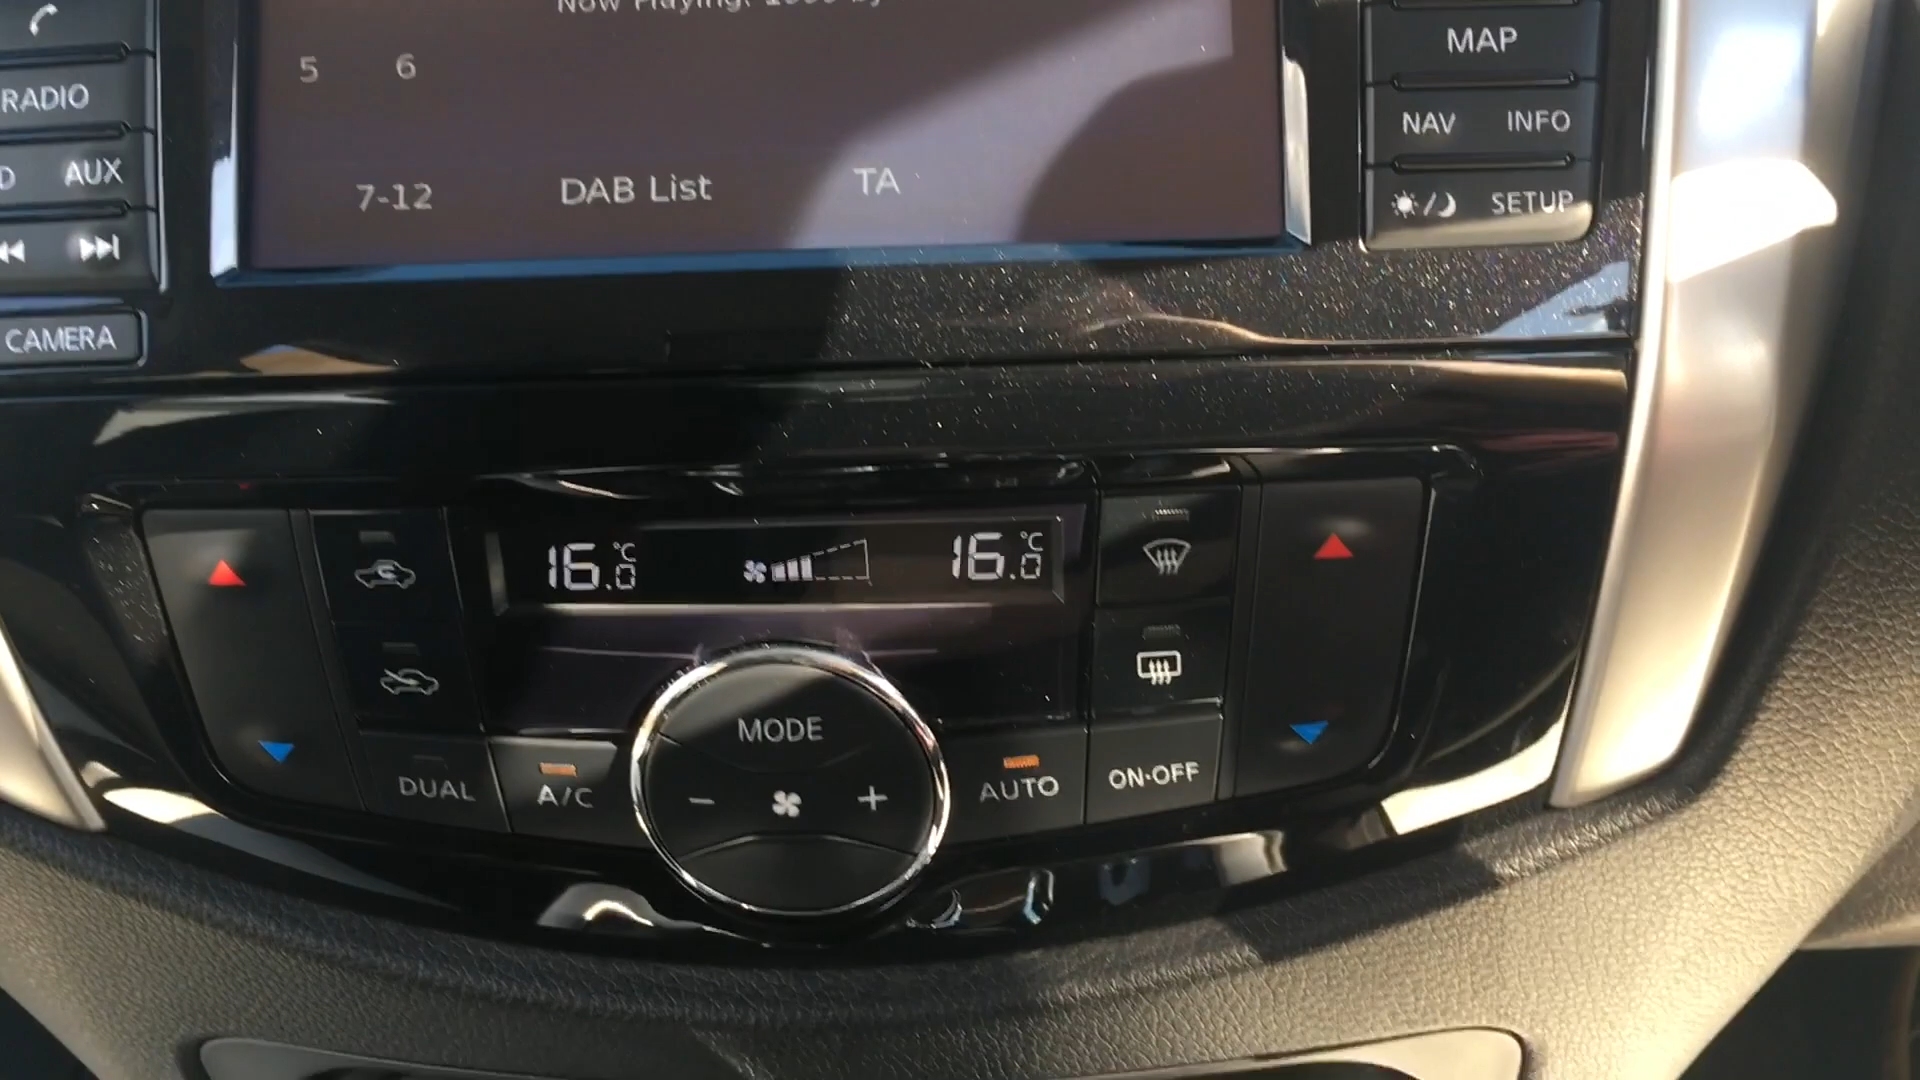 Now Playing:
5 6
RADIO
MAP
NAV INFO
AUX
7-12 DAB List TA
SETUP
CAMERA
16.0 °C
16.0 °C
MODE
DUAL A/C - + AUTO ON·OFF